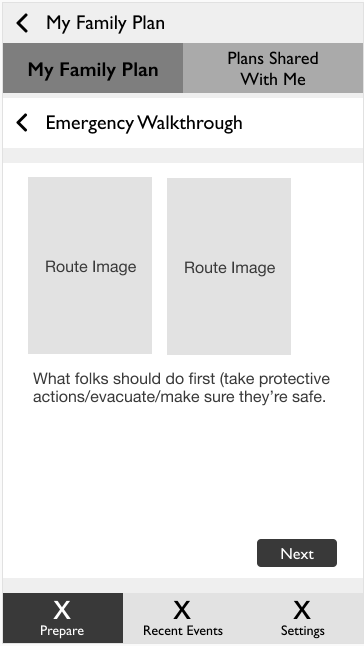 My Family Plan
My Family Plan
Plans Shared
With Me
Emergency Walkthrough
Route Image
Route Image
What folks should do first (take protective
actions/evacuate/make sure they’re safe.
Next
X
X
X
Prepare
Recent Events
Settings